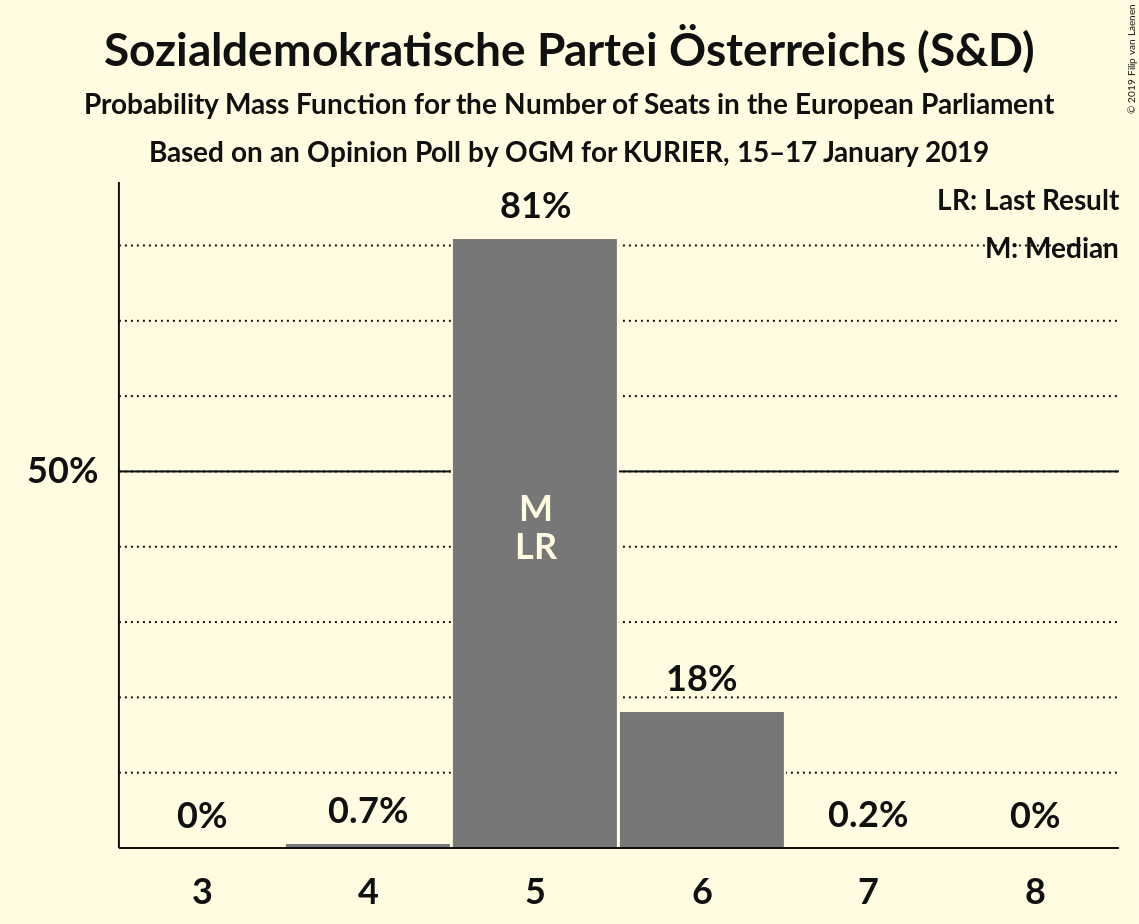 Sozialdemokratische Partei Österreichs (S&D)
Probability Mass Function for the Number of Seats in the European Parliament
Based on an Opinion Poll by OGM for KURIER, 15–17 January 2019
© 2019 Filip van Laenen
LR: Last Result
M: Median
81%
50%
M
LR
18%
0%
0.7%
0.2%
0%
3
4
5
6
7
8